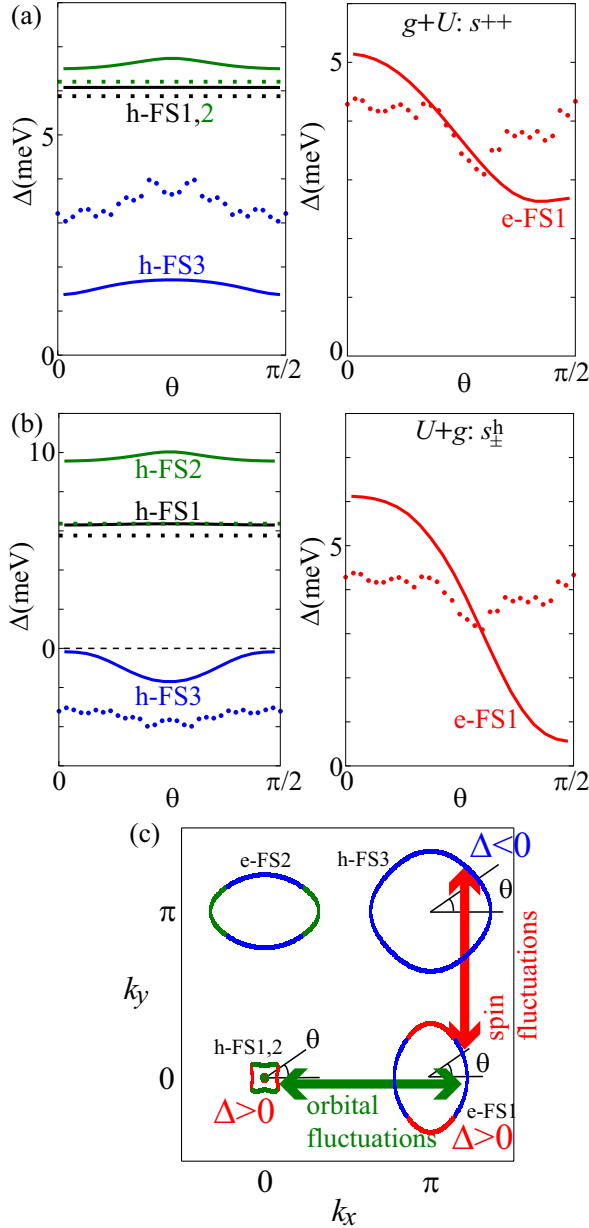 (a)
g+U: s++
Δ(meV)
5
0
h-FS1,2
h-FS3
0
θ
π/2
Δ(meV)
5
0
e-FS1
0
θ
π/2
(b)
U+g: s±h
Δ(meV)
10
0
h-FS2
h-FS1
h-FS3
0
θ
π/2
Δ(meV)
5
0
e-FS1
0
θ
π/2
(c)
e-FS2
h-FS3
Δ<0
θ
π
ky
spin
fluctuations
h-FS1,2
θ
θ
0
Δ>0
orbital
fluctuations
e-FS1
Δ>0
0
π
kx